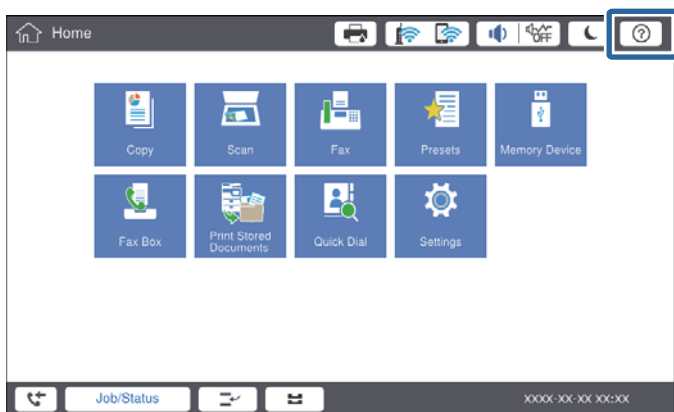 Home
OFF
?
Copy
Scan
Fax
Presets
Memory Device
Fax Box
Print Stored
Documents
Quick Dial
Settings
Job/Status
XXXX-XX-XX XX:XX